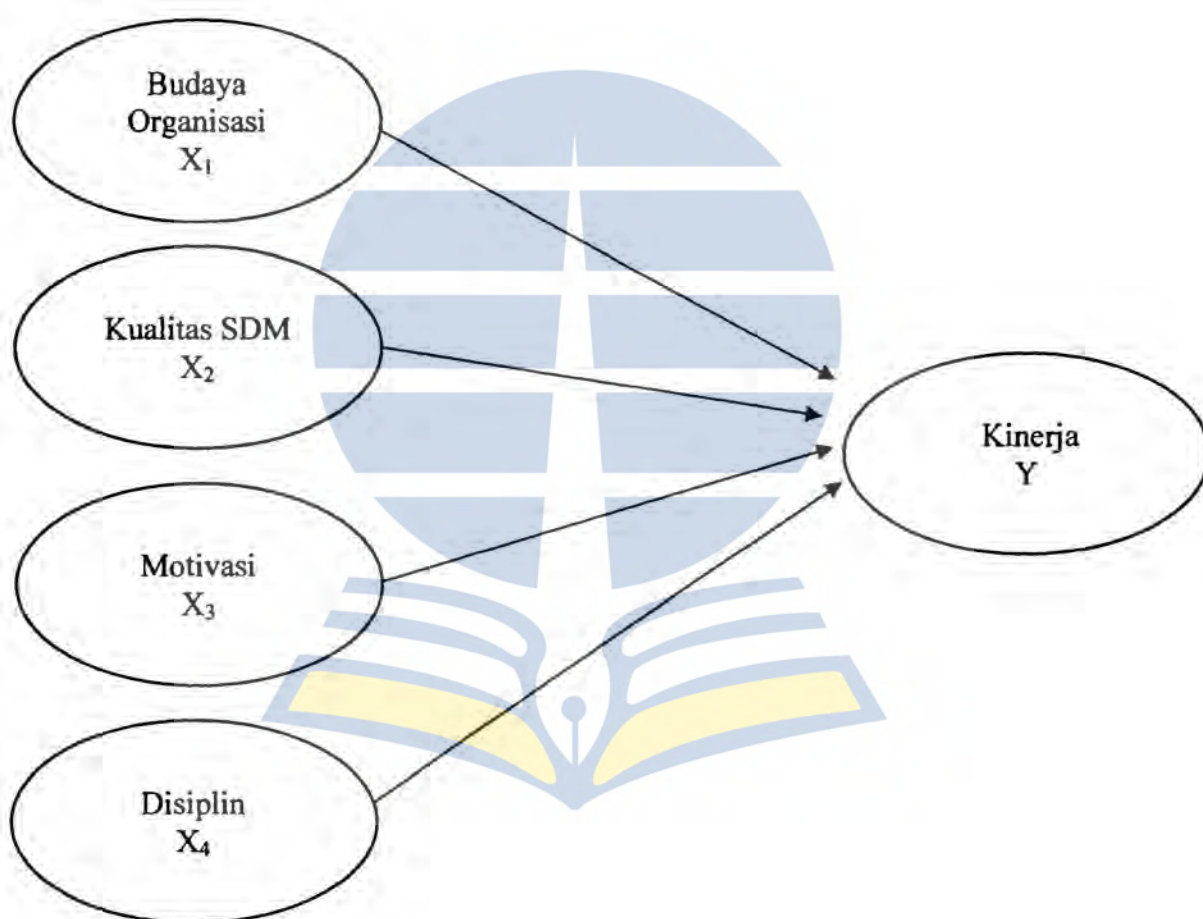 Budaya
Organisasi
X₁
Kualitas SDM
X₂
Motivasi
X₃
Disiplin
X₄
Kinerja
Y